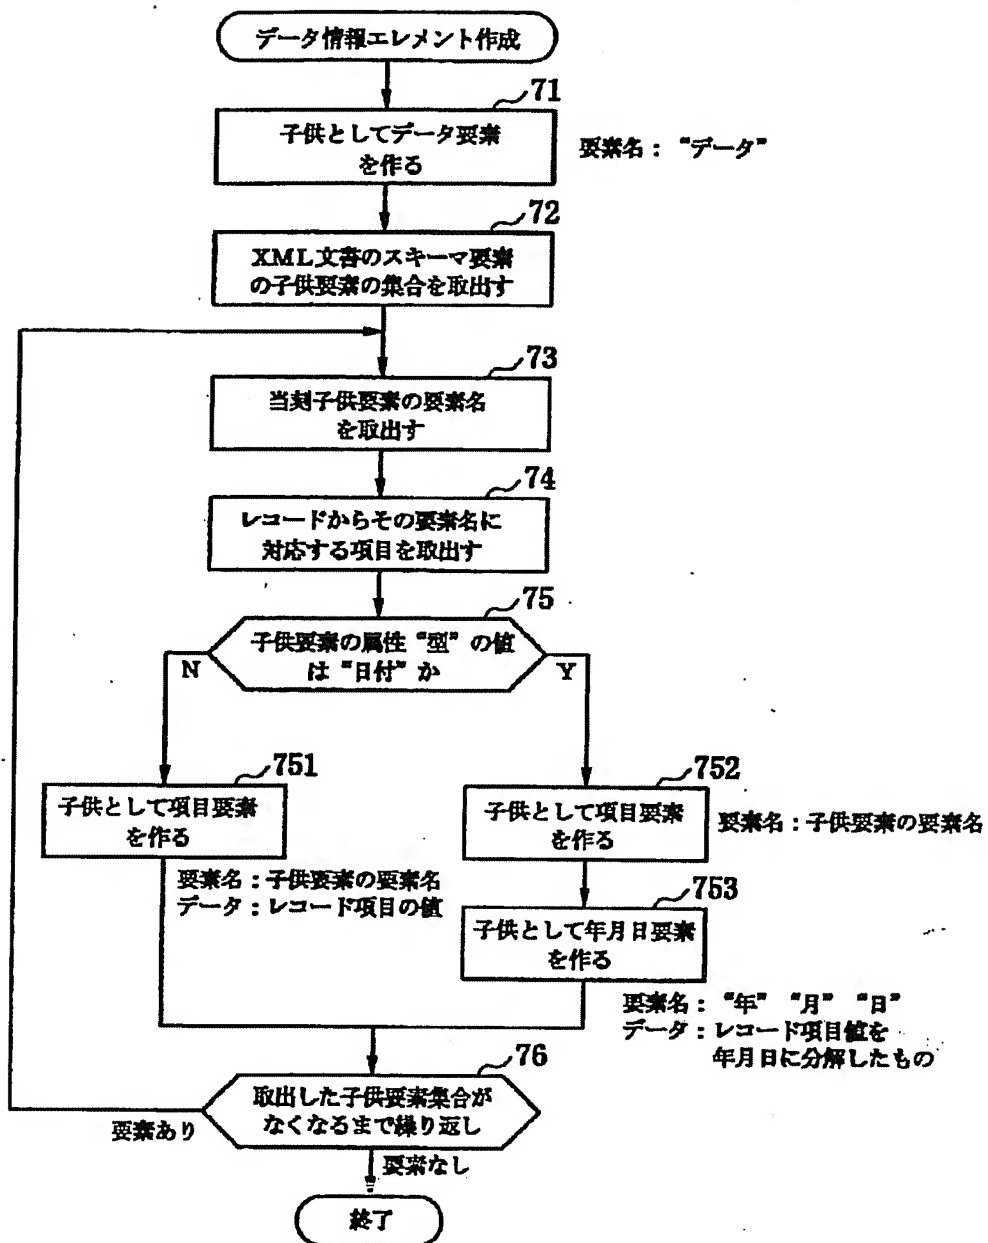 データ情報エレメント作成
71
子供としてデータ要素
を作る
要素名：“データ”
72
XML文書のスキーマ要素
の子供要素の集合を取出す
73
当刻子供要素の要素名
を取出す
74
レコードからその要素名に
対応する項目を取出す
75
子供要素の属性“型”の値
は“日付”か
N
Y
751
子供として項目要素
を作る
要素名：子供要素の要素名
データ：レコード項目の値
752
子供として項目要素
を作る
要素名：子供要素の要素名
753
子供として年月日要素
を作る
要素名：“年”“月”“日”
データ：レコード項目値を
年月日に分解したもの
76
取出した子供要素集合が
なくなるまで繰り返し
要素あり
要素なし
終了